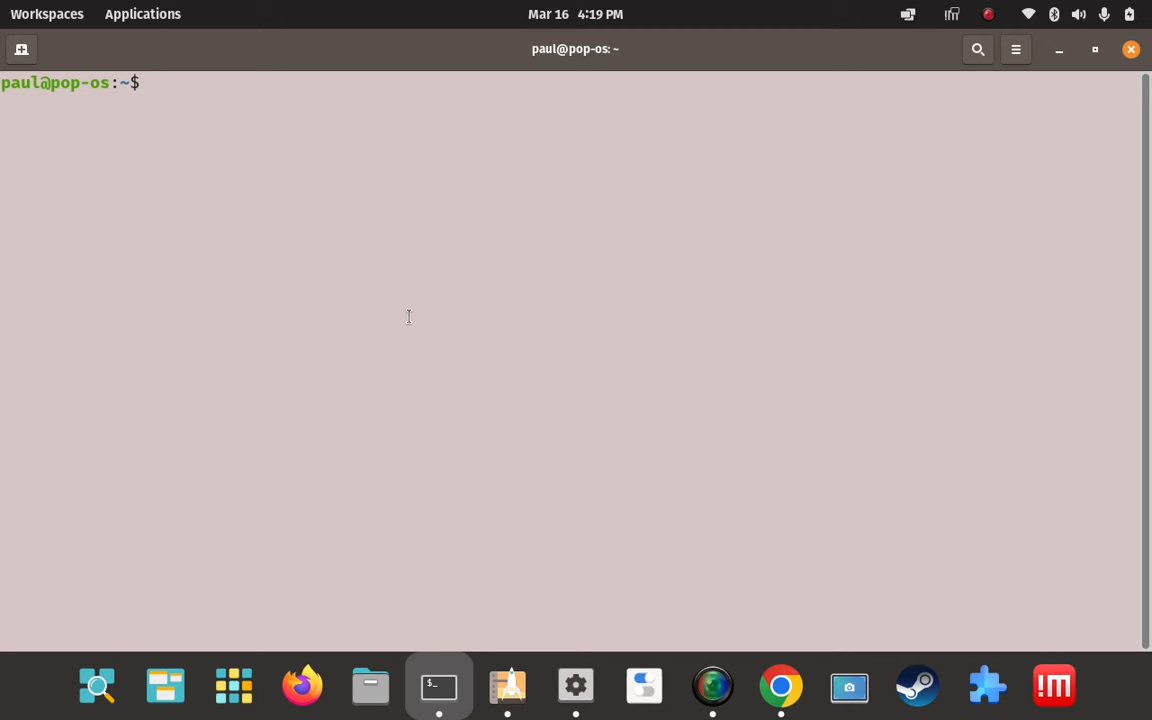 Workspaces Applications Mar 16 4:19 PM
paul@pop-os: ~
paul@pop-os:~$
$_
!M